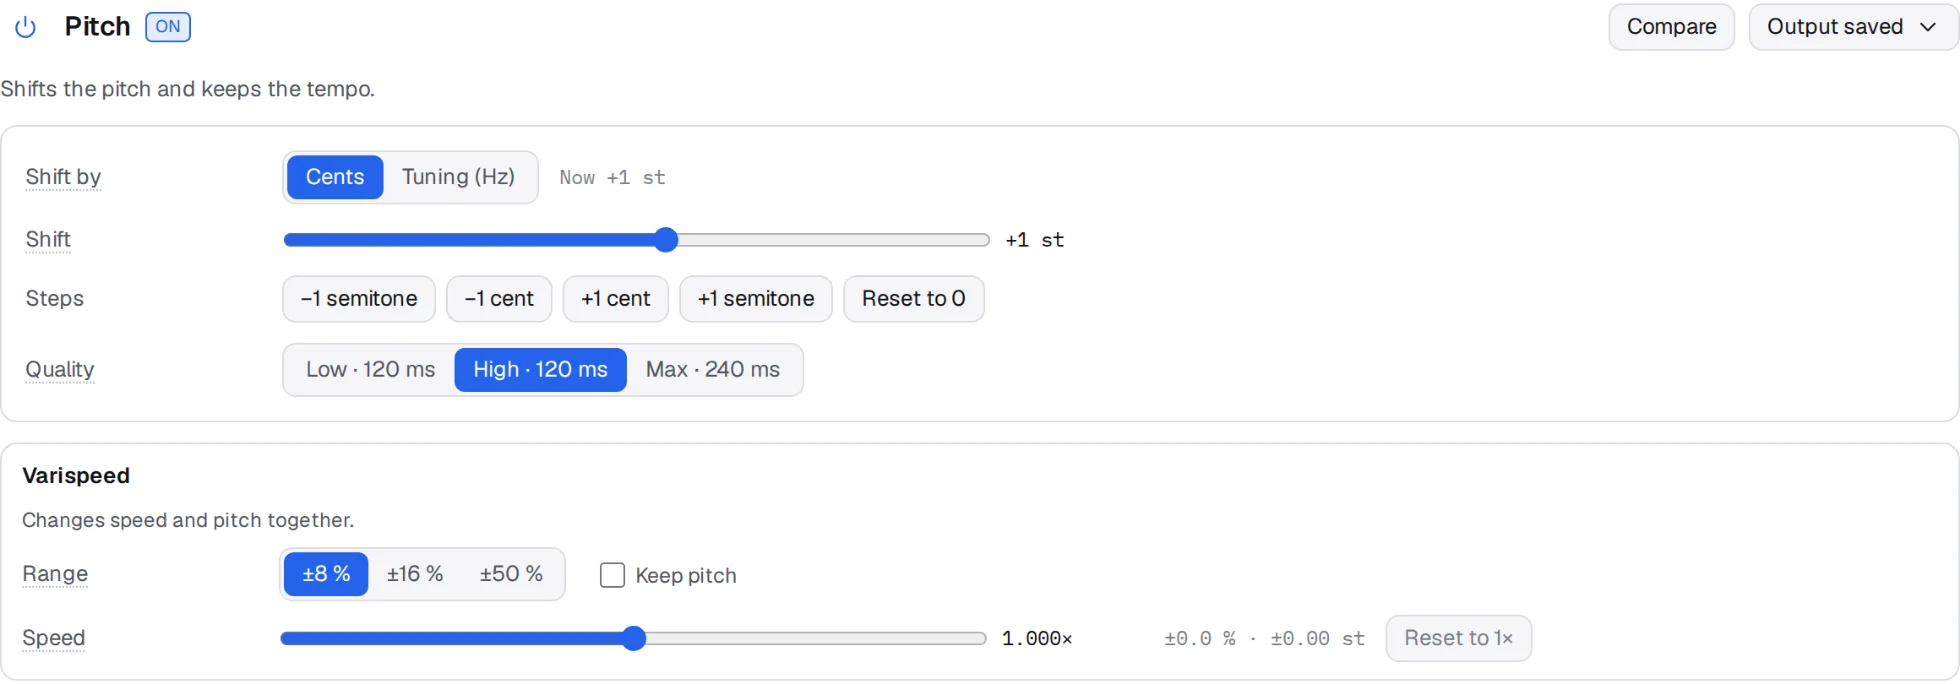 Pitch ON Compare Output saved
Shifts the pitch and keeps the tempo.
Shift by Cents Tuning (Hz) Now +1 st
Shift +1 st
Steps −1 semitone −1 cent +1 cent +1 semitone Reset to 0
Quality Low · 120 ms High · 120 ms Max · 240 ms
Varispeed
Changes speed and pitch together.
Range ±8 % ±16 % ±50 % Keep pitch
Speed 1.000× ±0.0 % · ±0.00 st Reset to 1×